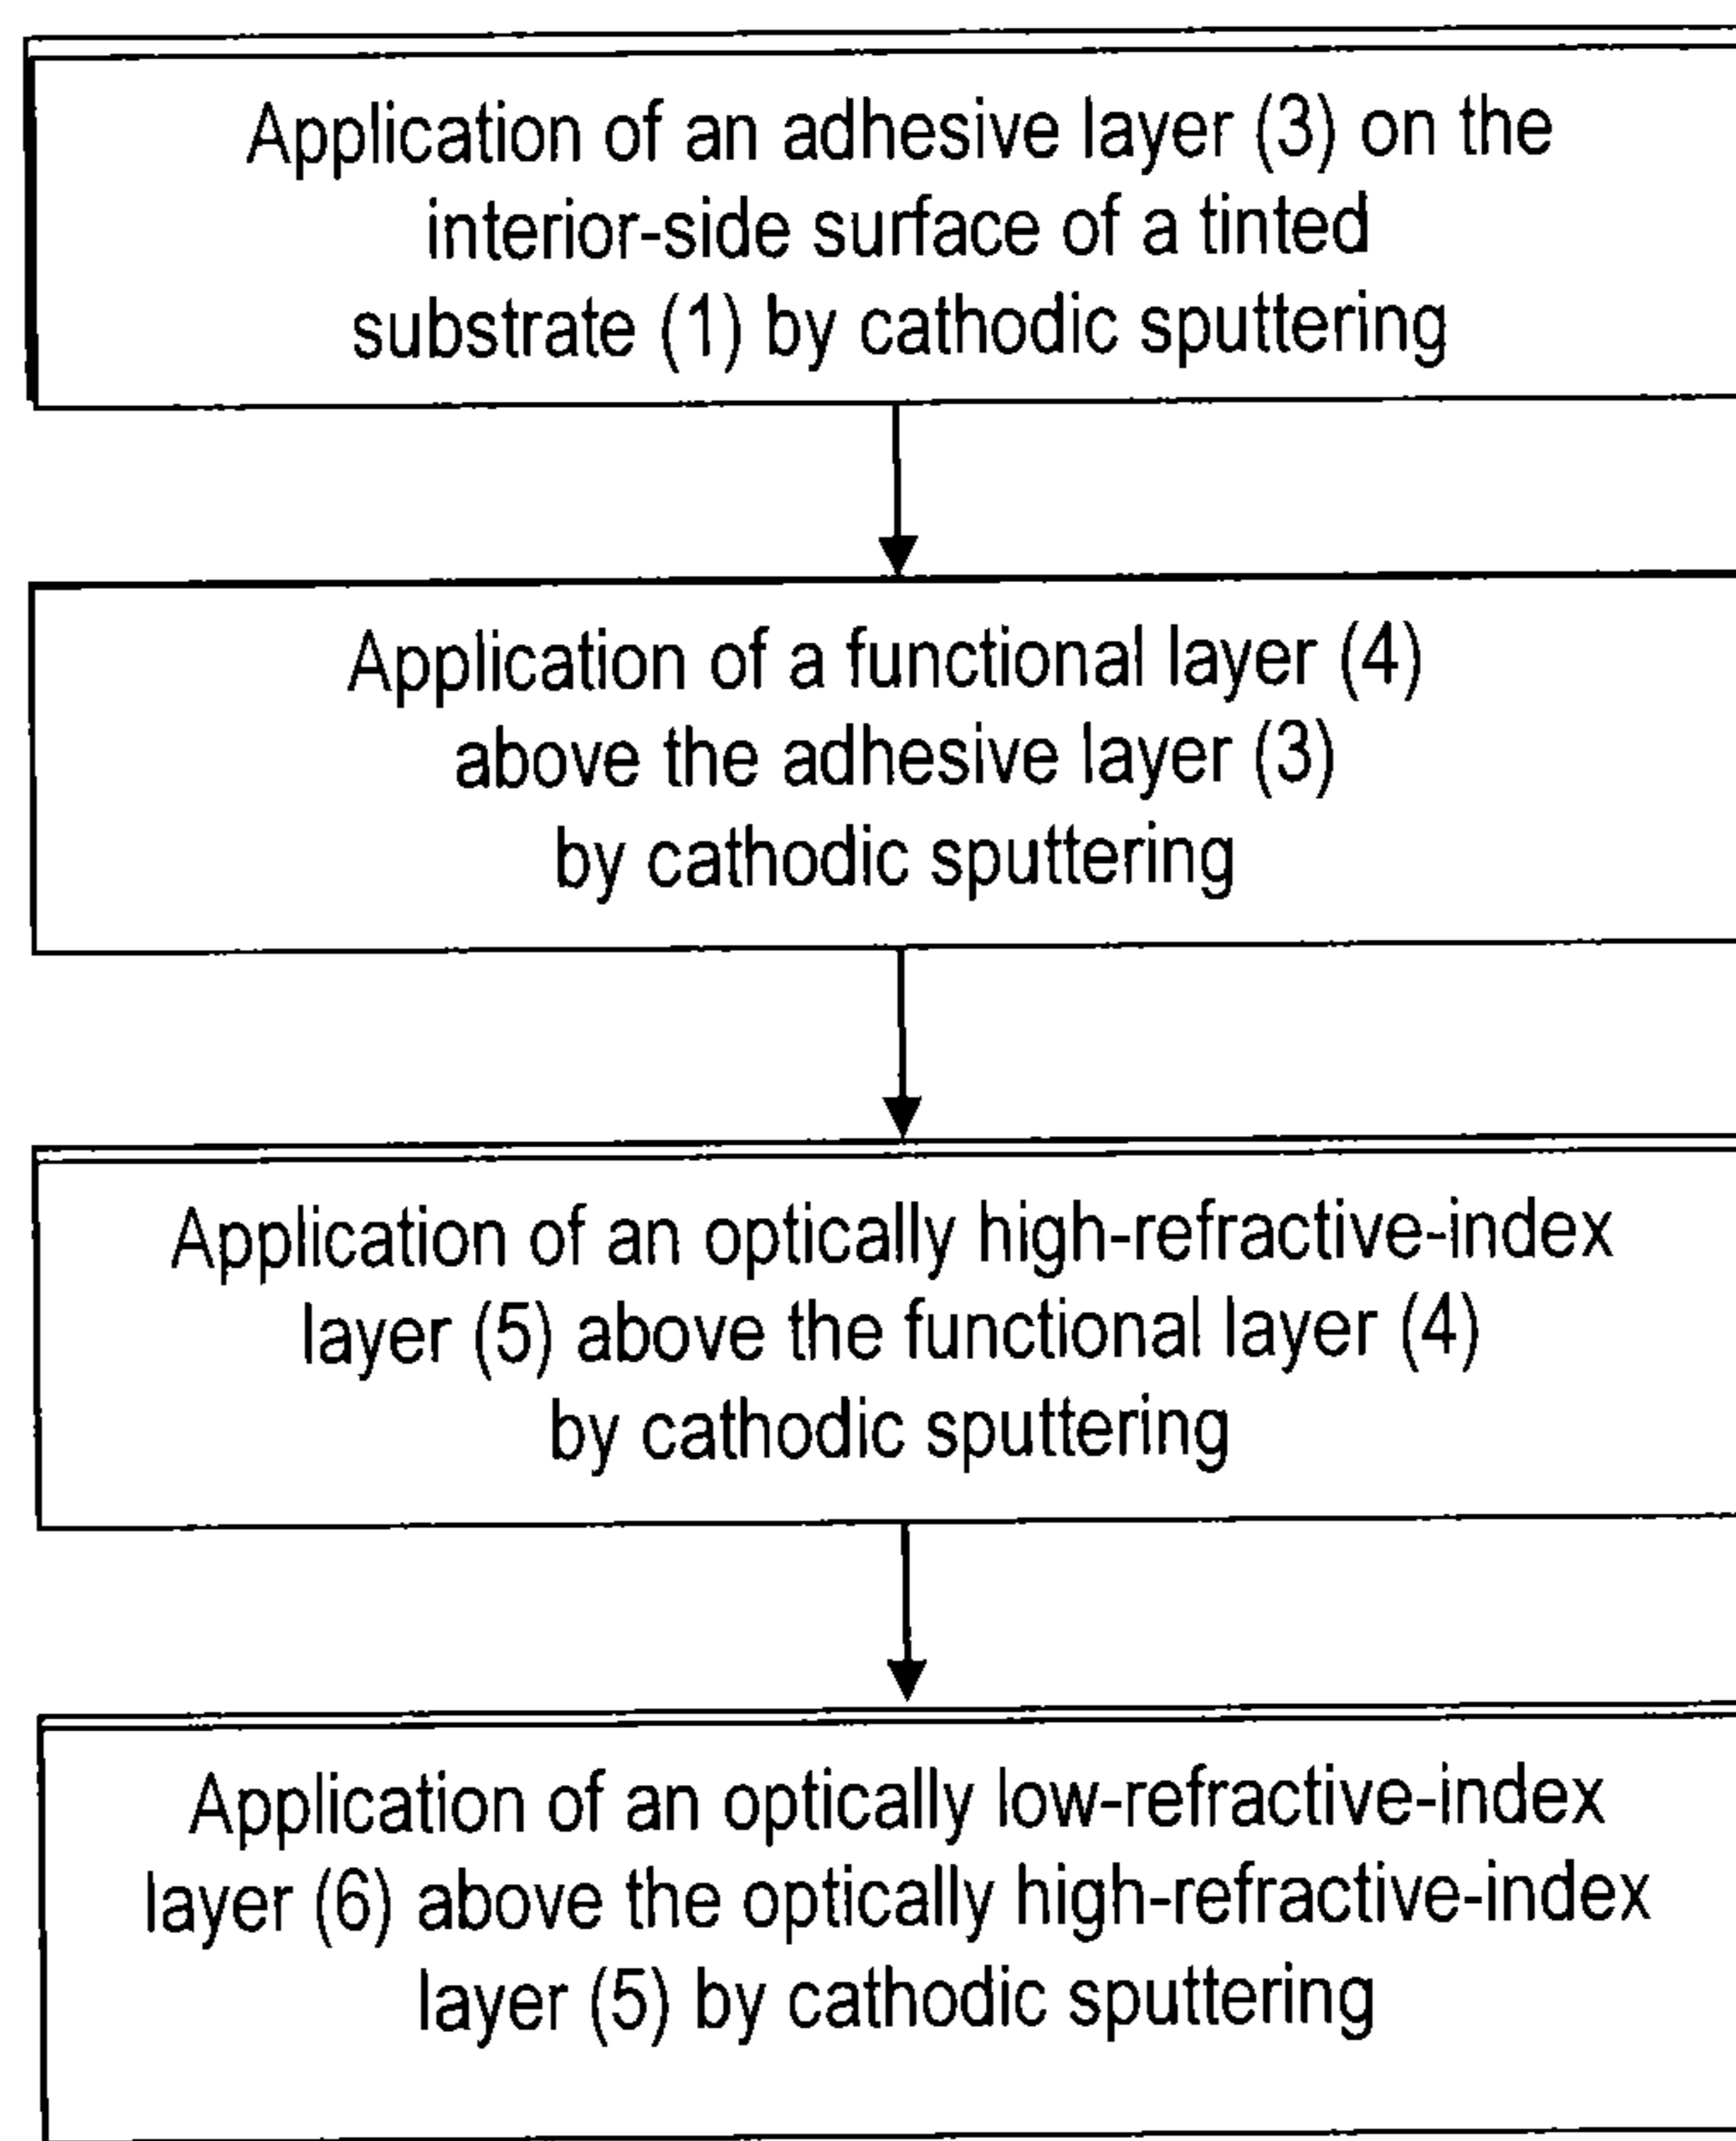 Application of an adhesive layer (3) on the
interior-side surface of a tinted
substrate (1) by cathodic sputtering
Application of a functional layer (4)
above the adhesive layer (3)
by cathodic sputtering
Application of an optically high-refractive-index
layer (5) above the functional layer (4)
by cathodic sputtering
Application of an optically low-refractive-index
layer (6) above the optically high-refractive-index
layer (5) by cathodic sputtering